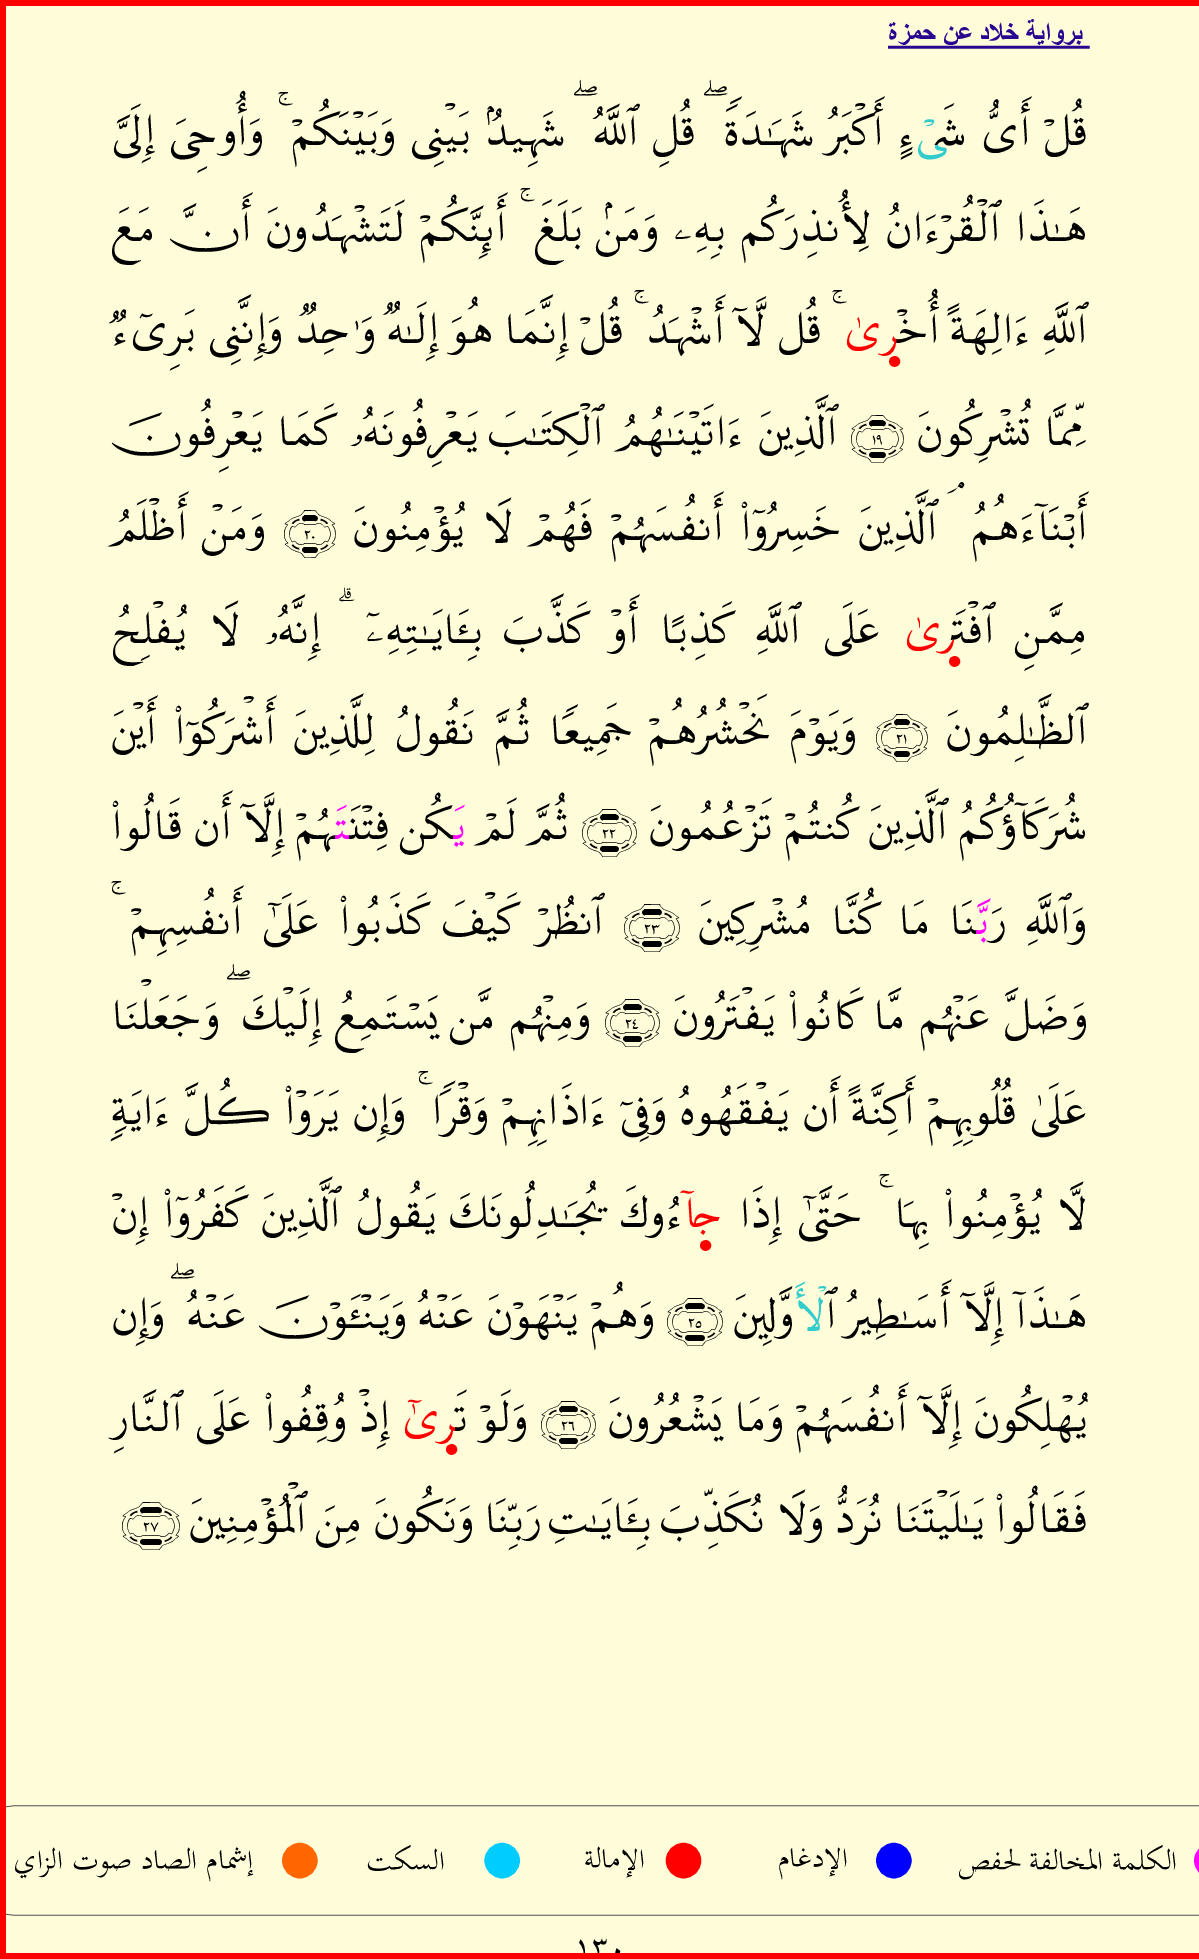 برواية خلاد عن حمزة
قُلۡ أَىُّ شَىۡءٍ أَكۡبَرُ شَهَـٰدَةً ۖ قُلِ ٱللَّهُ ۖ شَهِيدُۢ بَيۡنِى وَبَيۡنَكُمۡ ۚ وَأُوحِىَ إِلَىَّ
هَـٰذَا ٱلۡقُرۡءَانُ لِأُنذِرَكُم بِهِۦ وَمَنۢ بَلَغَ ۚ أَئِنَّكُمۡ لَتَشۡهَدُونَ أَنَّ مَعَ
ٱللَّهِ ءَالِهَةً أُخۡرٜىٰ ۚ قُل لَّآ أَشۡهَدُ ۚ قُلۡ إِنَّمَا هُوَ إِلَـٰهٌ وَٰحِدٌ وَإِنَّنِى بَرِىٓءٌ
مِّمَّا تُشۡرِكُونَ ١٩ ٱلَّذِينَ ءَاتَيۡنَـٰهُمُ ٱلۡكِتَـٰبَ يَعۡرِفُونَهُۥ كَمَا يَعۡرِفُونَ
أَبۡنَآءَهُمُ ۘ ٱلَّذِينَ خَسِرُوٓاْ أَنفُسَهُمۡ فَهُمۡ لَا يُؤۡمِنُونَ ٢٠ وَمَنۡ أَظۡلَمُ
مِمَّنِ ٱفۡتَرٜىٰ عَلَى ٱللَّهِ كَذِبًا أَوۡ كَذَّبَ بِـَٔايَـٰتِهِۦٓ ۗ إِنَّهُۥ لَا يُفۡلِحُ
ٱلظَّـٰلِمُونَ ٢١ وَيَوۡمَ نَحۡشُرُهُمۡ جَمِيعًا ثُمَّ نَقُولُ لِلَّذِينَ أَشۡرَكُوٓاْ أَيۡنَ
شُرَكَآؤُكُمُ ٱلَّذِينَ كُنتُمۡ تَزۡعُمُونَ ٢٢ ثُمَّ لَمۡ يَكُن فِتۡنَتَهُمۡ إِلَّآ أَن قَالُواْ
وَٱللَّهِ رَبَّنَا مَا كُنَّا مُشۡرِكِينَ ٢٣ ٱنظُرۡ كَيۡفَ كَذَبُواْ عَلَىٰٓ أَنفُسِهِمۡ ۚ
وَضَلَّ عَنۡهُم مَّا كَانُواْ يَفۡتَرُونَ ٢٤ وَمِنۡهُم مَّن يَسۡتَمِعُ إِلَيۡكَ ۖ وَجَعَلۡنَا
عَلَىٰ قُلُوبِهِمۡ أَكِنَّةً أَن يَفۡقَهُوهُ وَفِىٓ ءَاذَانِهِمۡ وَقۡرًا ۚ وَإِن يَرَوۡاْ كُلَّ ءَايَةٍ
لَّا يُؤۡمِنُواْ بِهَا ۚ حَتَّىٰٓ إِذَا جٜآءُوكَ يُجَـٰدِلُونَكَ يَقُولُ ٱلَّذِينَ كَفَرُوٓاْ إِنۡ
هَـٰذَآ إِلَّآ أَسَـٰطِيرُ ٱلۡأَوَّلِينَ ٢٥ وَهُمۡ يَنۡهَوۡنَ عَنۡهُ وَيَنۡـَٔوۡنَ عَنۡهُ ۖ وَإِن
يُهۡلِكُونَ إِلَّآ أَنفُسَهُمۡ وَمَا يَشۡعُرُونَ ٢٦ وَلَوۡ تَرٜىٰٓ إِذۡ وُقِفُواْ عَلَى ٱلنَّارِ
فَقَالُواْ يَـٰلَيۡتَنَا نُرَدُّ وَلَا نُكَذِّبَ بِـَٔايَـٰتِ رَبِّنَا وَنَكُونَ مِنَ ٱلۡمُؤۡمِنِينَ ٢٧
الكلمة المخالفة لحفص الإدغام الإمالة السكت إشمام الصاد صوت الزاي
١٣٠